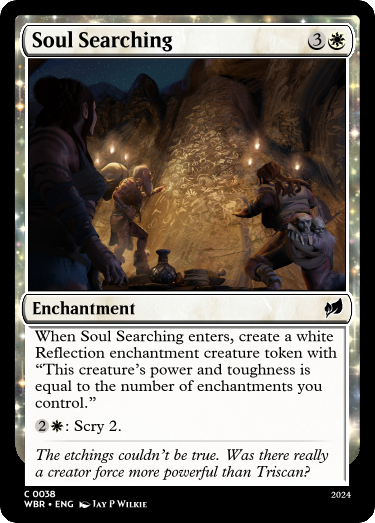 Soul Searching 3
Enchantment
When Soul Searching enters, create a white
Reflection enchantment creature token with
“This creature's power and toughness is
equal to the number of enchantments you
control.”
2 : Scry 2.
The etchings couldn't be true. Was there really
a creator force more powerful than Triscan?
C 0038
2024
WBR • ENG Jay P Wilkie